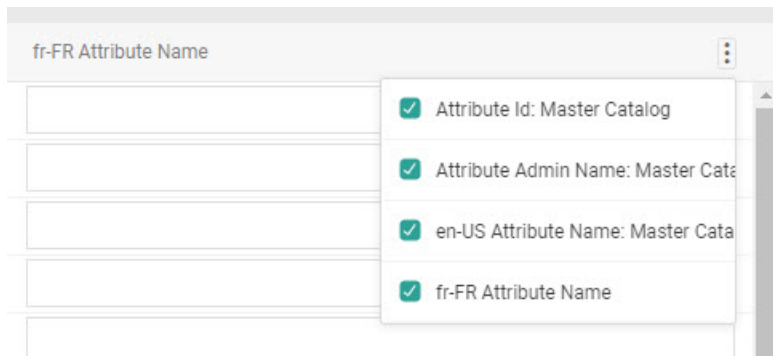 fr-FR Attribute Name
Attribute Id: Master Catalog
Attribute Admin Name: Master Cata
en-US Attribute Name: Master Cata
fr-FR Attribute Name